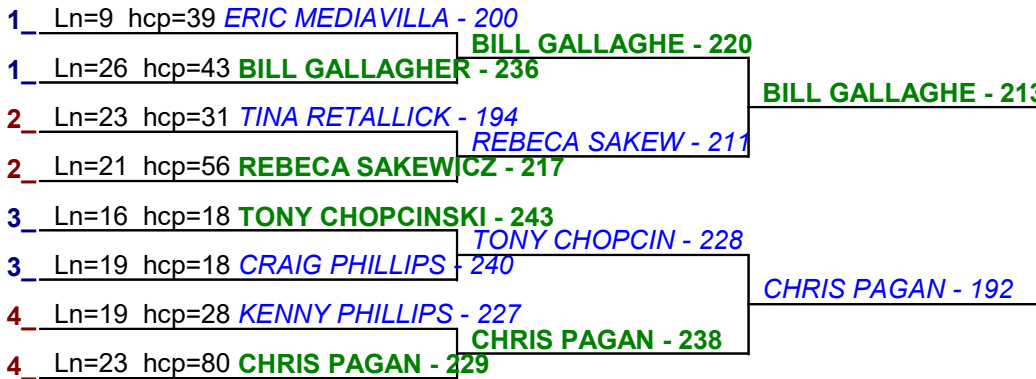 1_ Ln=9 hcp=39 ERIC MEDIAVILLA - 200
BILL GALLAGHE - 220
1_ Ln=26 hcp=43 BILL GALLAGHER - 236
BILL GALLAGHE - 213
2_ Ln=23 hcp=31 TINA RETALLICK - 194
REBECA SAKEW - 211
2_ Ln=21 hcp=56 REBECA SAKEWICZ - 217
3_ Ln=16 hcp=18 TONY CHOPCINSKI - 243
TONY CHOPCIN - 228
3_ Ln=19 hcp=18 CRAIG PHILLIPS - 240
CHRIS PAGAN - 192
4_ Ln=19 hcp=28 KENNY PHILLIPS - 227
CHRIS PAGAN - 238
4_ Ln=23 hcp=80 CHRIS PAGAN - 229